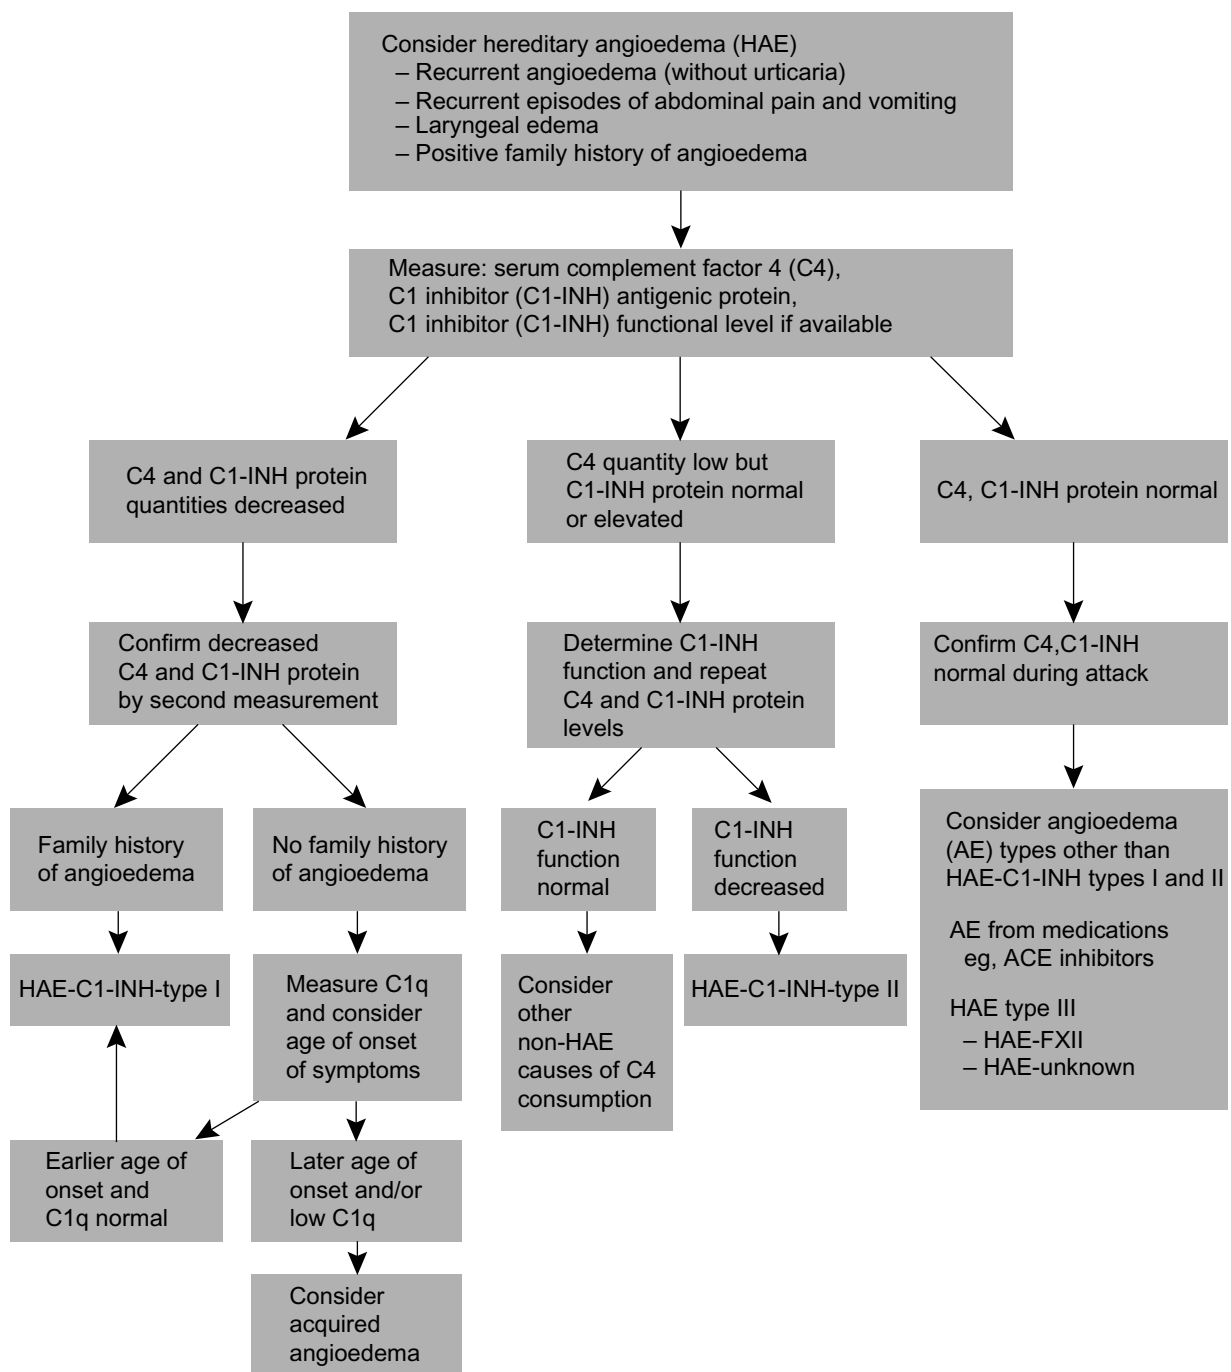 Consider hereditary angioedema (HAE)
– Recurrent angioedema (without urticaria)
– Recurrent episodes of abdominal pain and vomiting
– Laryngeal edema
– Positive family history of angioedema
Measure: serum complement factor 4 (C4),
C1 inhibitor (C1-INH) antigenic protein,
C1 inhibitor (C1-INH) functional level if available
C4 and C1-INH protein
quantities decreased
C4 quantity low but
C1-INH protein normal
or elevated
C4, C1-INH protein normal
Confirm decreased
C4 and C1-INH protein
by second measurement
Determine C1-INH
function and repeat
C4 and C1-INH protein
levels
Confirm C4,C1-INH
normal during attack
Family history
of angioedema
No family history
of angioedema
C1-INH
function
normal
C1-INH
function
decreased
Consider angioedema
(AE) types other than
HAE-C1-INH types I and II
AE from medications
eg, ACE inhibitors
HAE type III
– HAE-FXII
– HAE-unknown
HAE-C1-INH-type I
Measure C1q
and consider
age of onset
of symptoms
Consider
other
non-HAE
causes of C4
consumption
HAE-C1-INH-type II
Earlier age of
onset and
C1q normal
Later age of
onset and/or
low C1q
Consider
acquired
angioedema